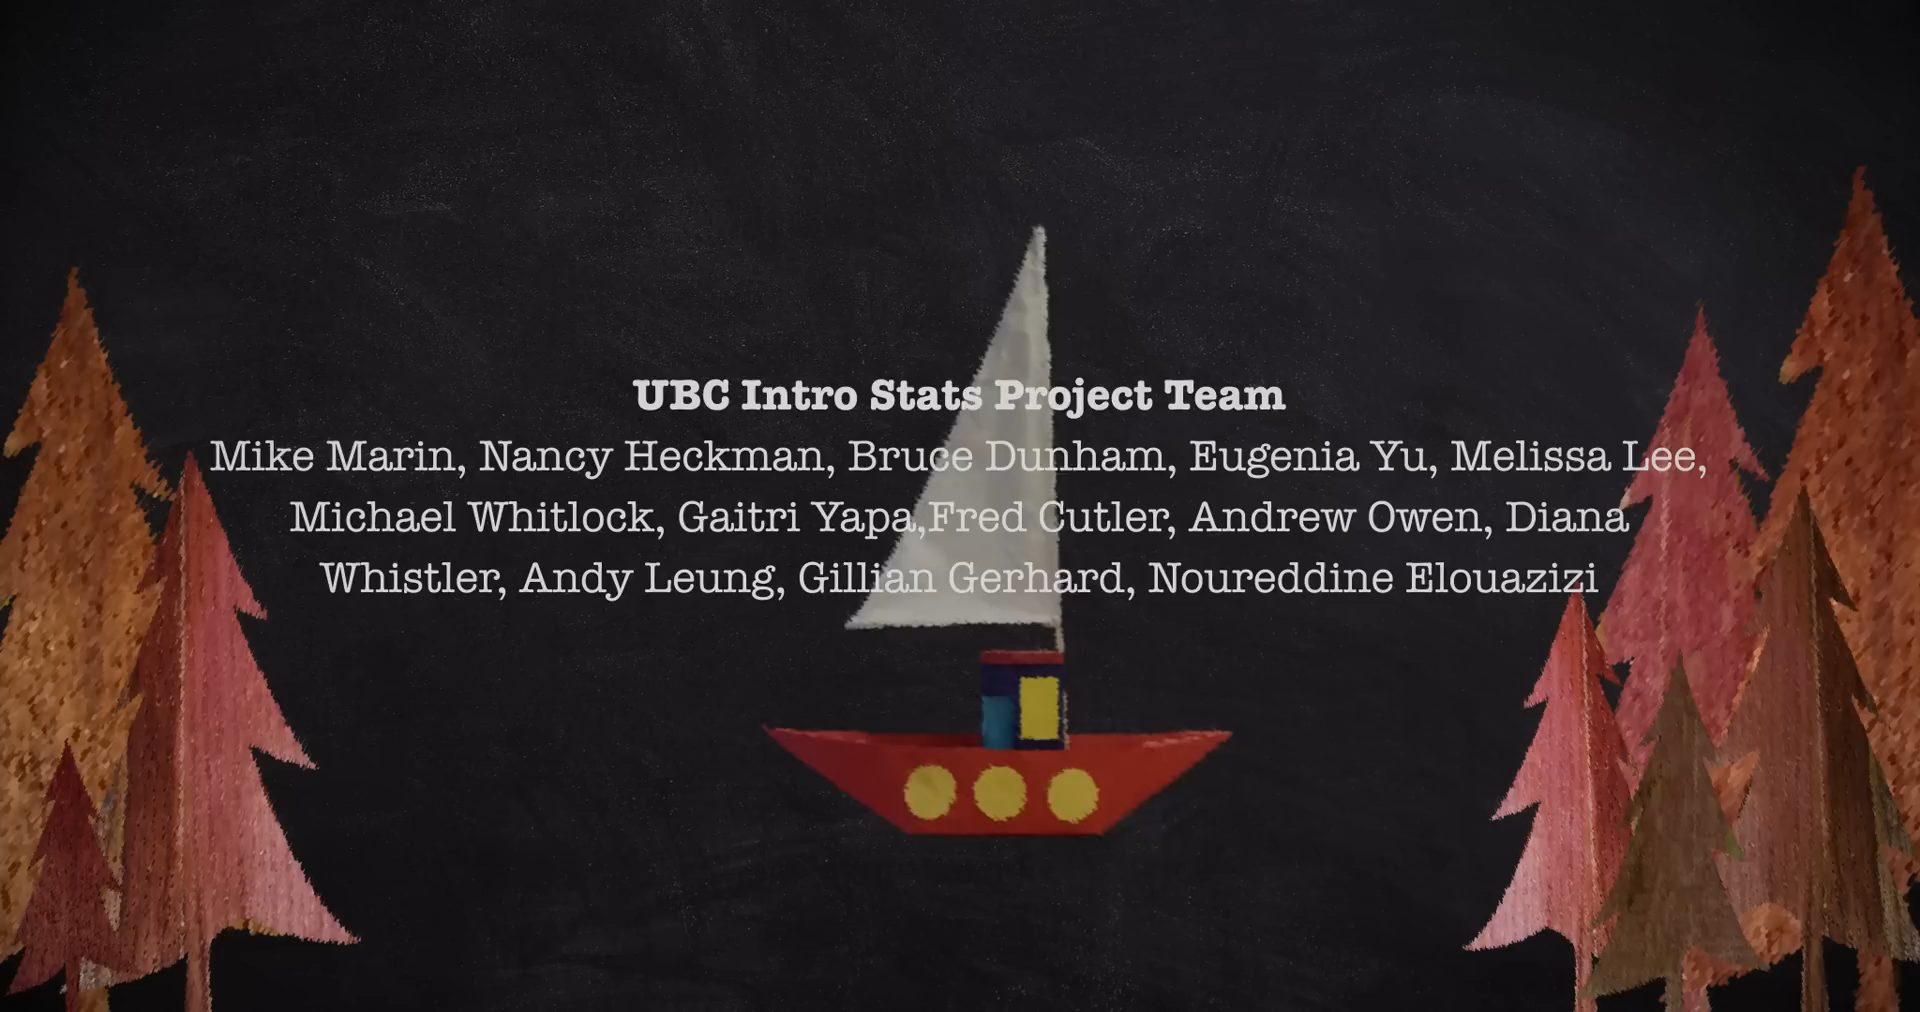 UBC Intro Stats Project Team
Mike Marin, Nancy Heckman, Bruce Dunham, Eugenia Yu, Melissa Lee,
Michael Whitlock, Gaitri Yapa,Fred Cutler, Andrew Owen, Diana
Whistler, Andy Leung, Gillian Gerhard, Noureddine Elouazizi